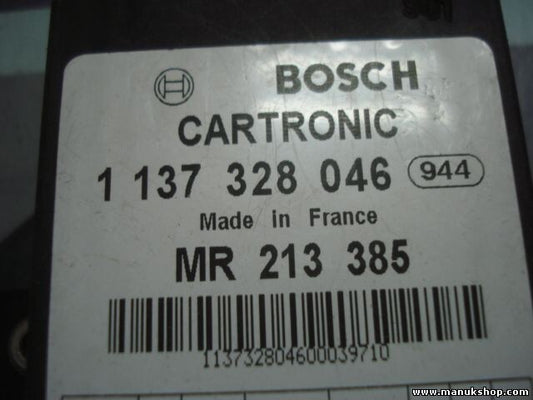 BOSCH
CARTRONIC
1 137 328 046 944
Made in France
MR 213 385
113732804600039710
www.manukshop.com